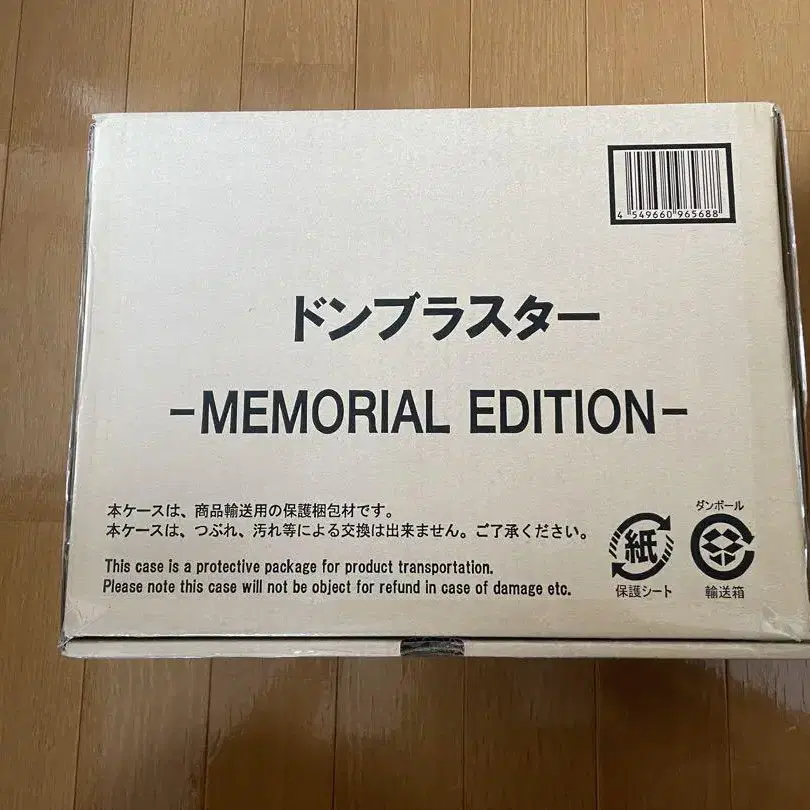 4 549660 965688
ドンブラスター
-MEMORIAL EDITION-
本ケースは、商品輸送用の保護梱包材です。
本ケースは、つぶれ、汚れ等による交換は出来ません。ご了承ください。
This case is a protective package for product transportation.
Please note this case will not be object for refund in case of damage etc.
紙
保護シート
ダンボール
輸送箱